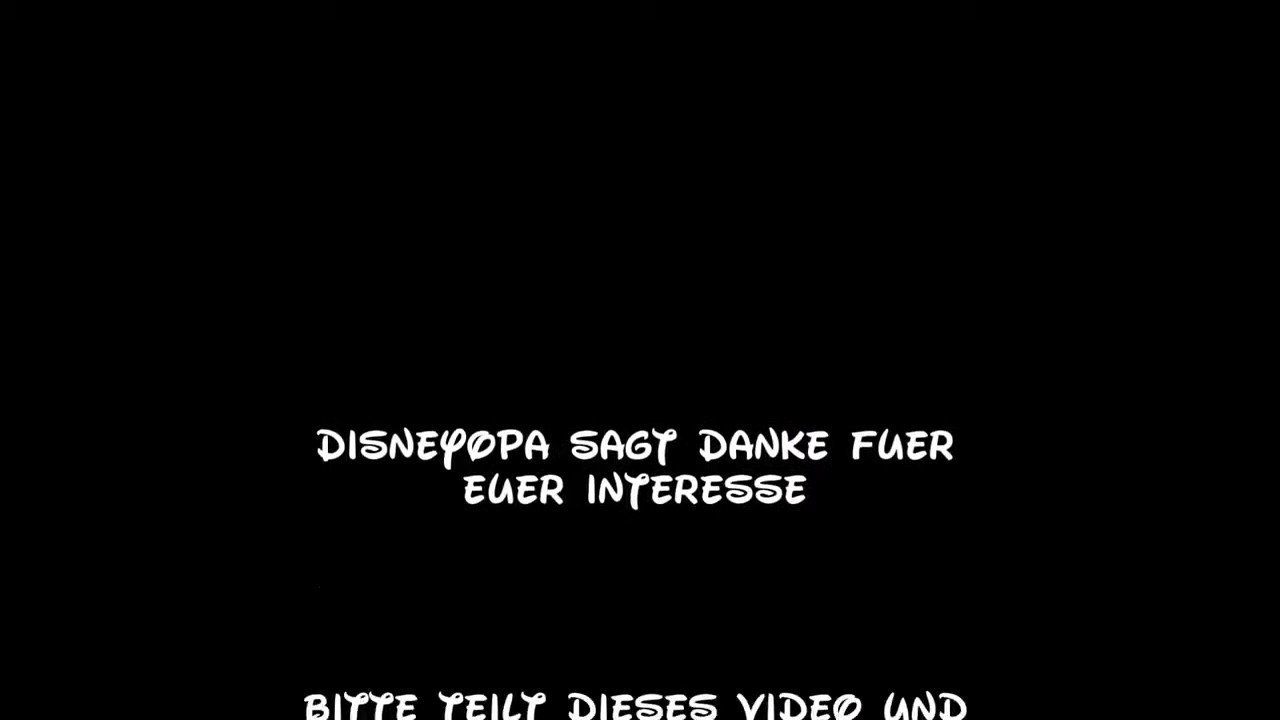 DISNEYOPA SAGT DANKE FUER
EUER INTERESSE
BITTE TEILT DIESES VIDEO UND